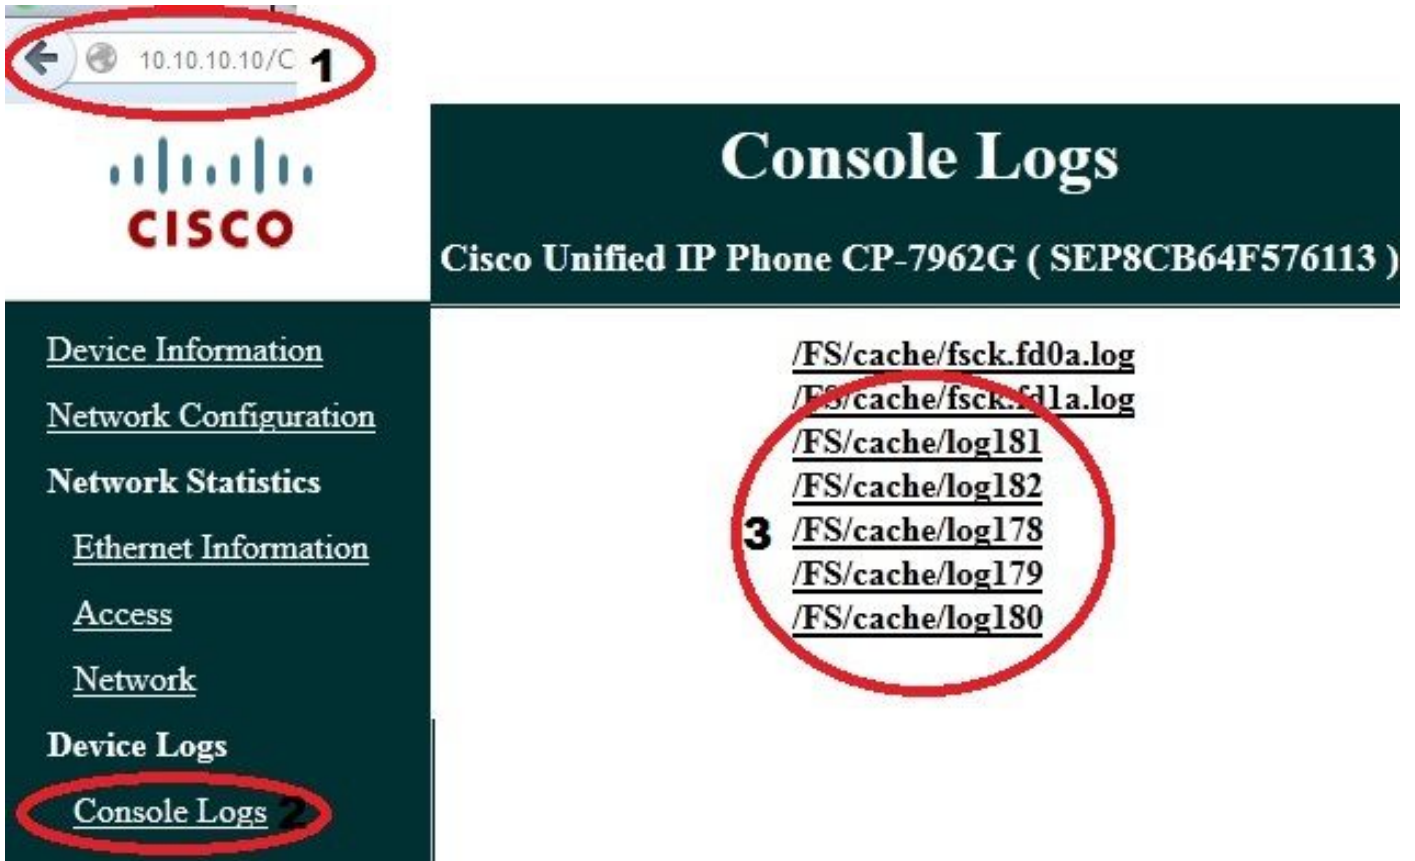 10.10.10.10/C 1
CISCO
Console Logs
Cisco Unified IP Phone CP-7962G ( SEP8CB64F576113 )
Device Information
Network Configuration
Network Statistics
Ethernet Information
Access
Network
Device Logs
Console Logs 2
/FS/cache/fsck.fd0a.log
/FS/cache/fsck.fd1a.log
/FS/cache/log181
/FS/cache/log182
3 /FS/cache/log178
/FS/cache/log179
/FS/cache/log180